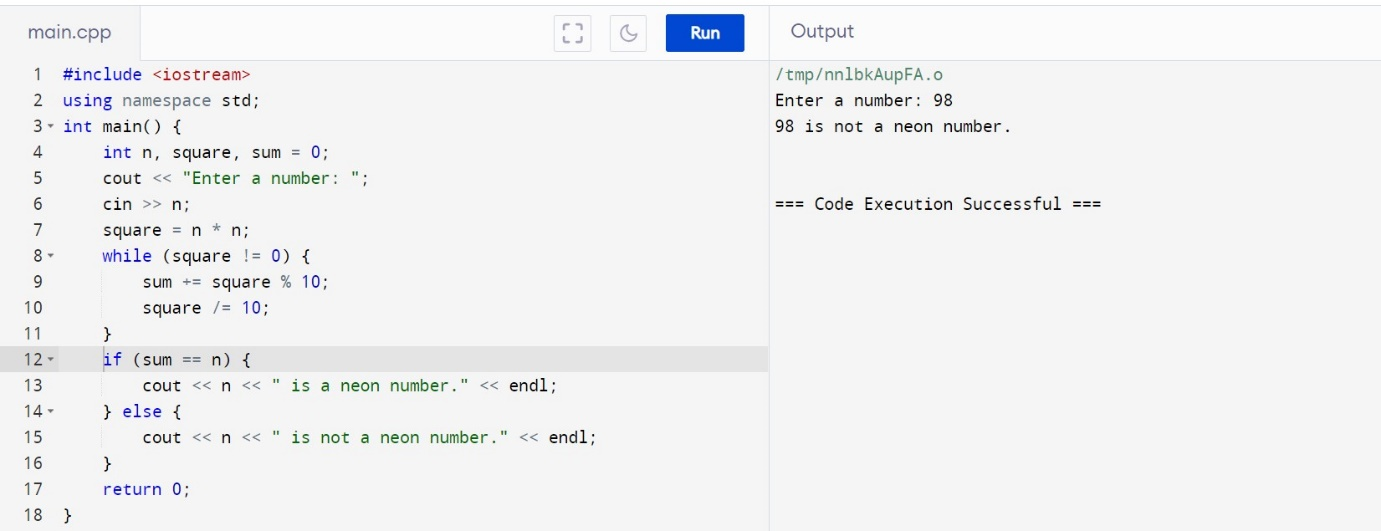 main.cpp
Run
Output
1 #include <iostream>
2 using namespace std;
3 int main() {
4     int n, square, sum = 0;
5     cout << "Enter a number: ";
6     cin >> n;
7     square = n * n;
8     while (square != 0) {
9         sum += square % 10;
10         square /= 10;
11     }
12     if (sum == n) {
13         cout << n << " is a neon number." << endl;
14     } else {
15         cout << n << " is not a neon number." << endl;
16     }
17     return 0;
18 }
/tmp/nnlbkAupFA.o
Enter a number: 98
98 is not a neon number.
=== Code Execution Successful ===